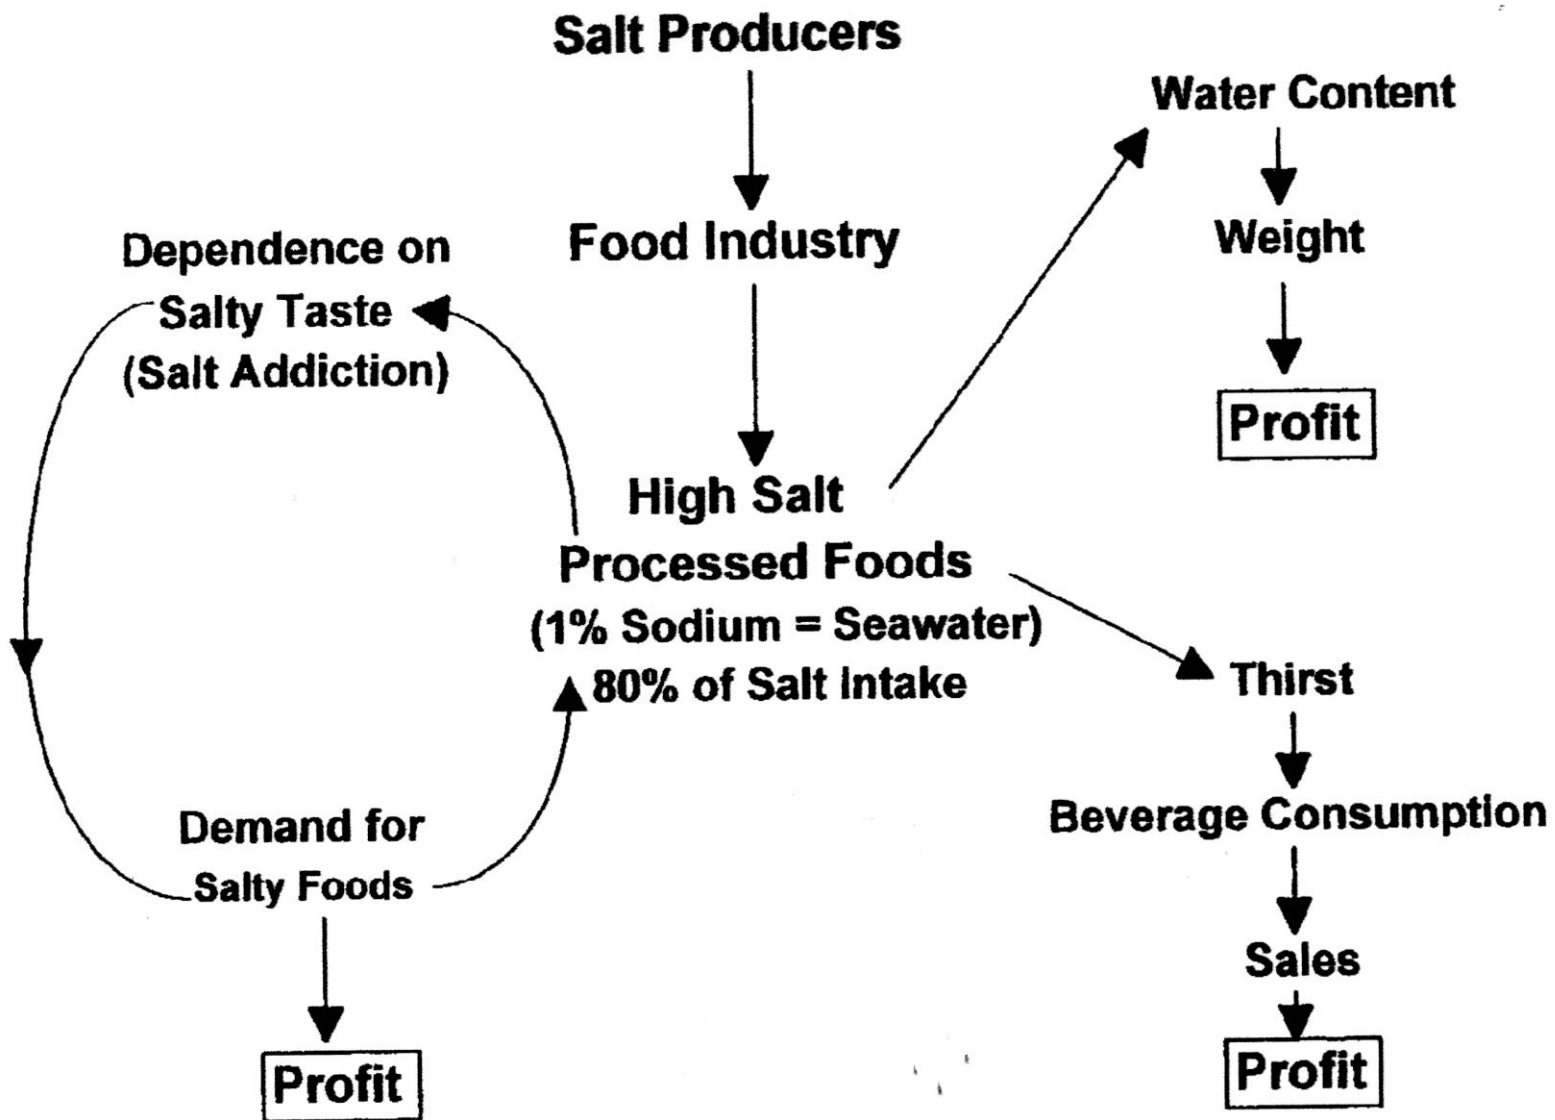 Salt Producers
Food Industry
High Salt
Processed Foods
(1% Sodium = Seawater)
80% of Salt Intake
Dependence on
Salty Taste
(Salt Addiction)
Demand for
Salty Foods
Profit
Water Content
Weight
Profit
Thirst
Beverage Consumption
Sales
Profit